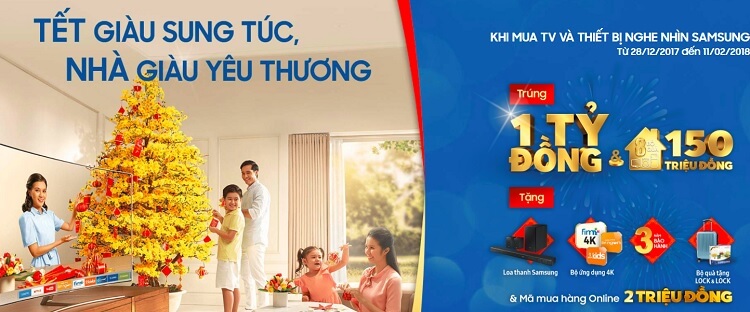 TẾT GIÀU SUNG TÚC,
NHÀ GIÀU YÊU THƯƠNG
KHI MUA TV VÀ THIẾT BỊ NGHE NHÌN SAMSUNG
TỪ 28/12/2017 đến 11/02/2018
Trúng
1 TỶ
ĐỒNG & 150
TRIỆU ĐỒNG
Tặng
4K
3
NĂM
BẢO HÀNH
Loa thanh Samsung
Bộ ứng dụng 4K
Bộ quà tặng
LOCK & LOCK
& Mã mua hàng Online 2 TRIỆU ĐỒNG